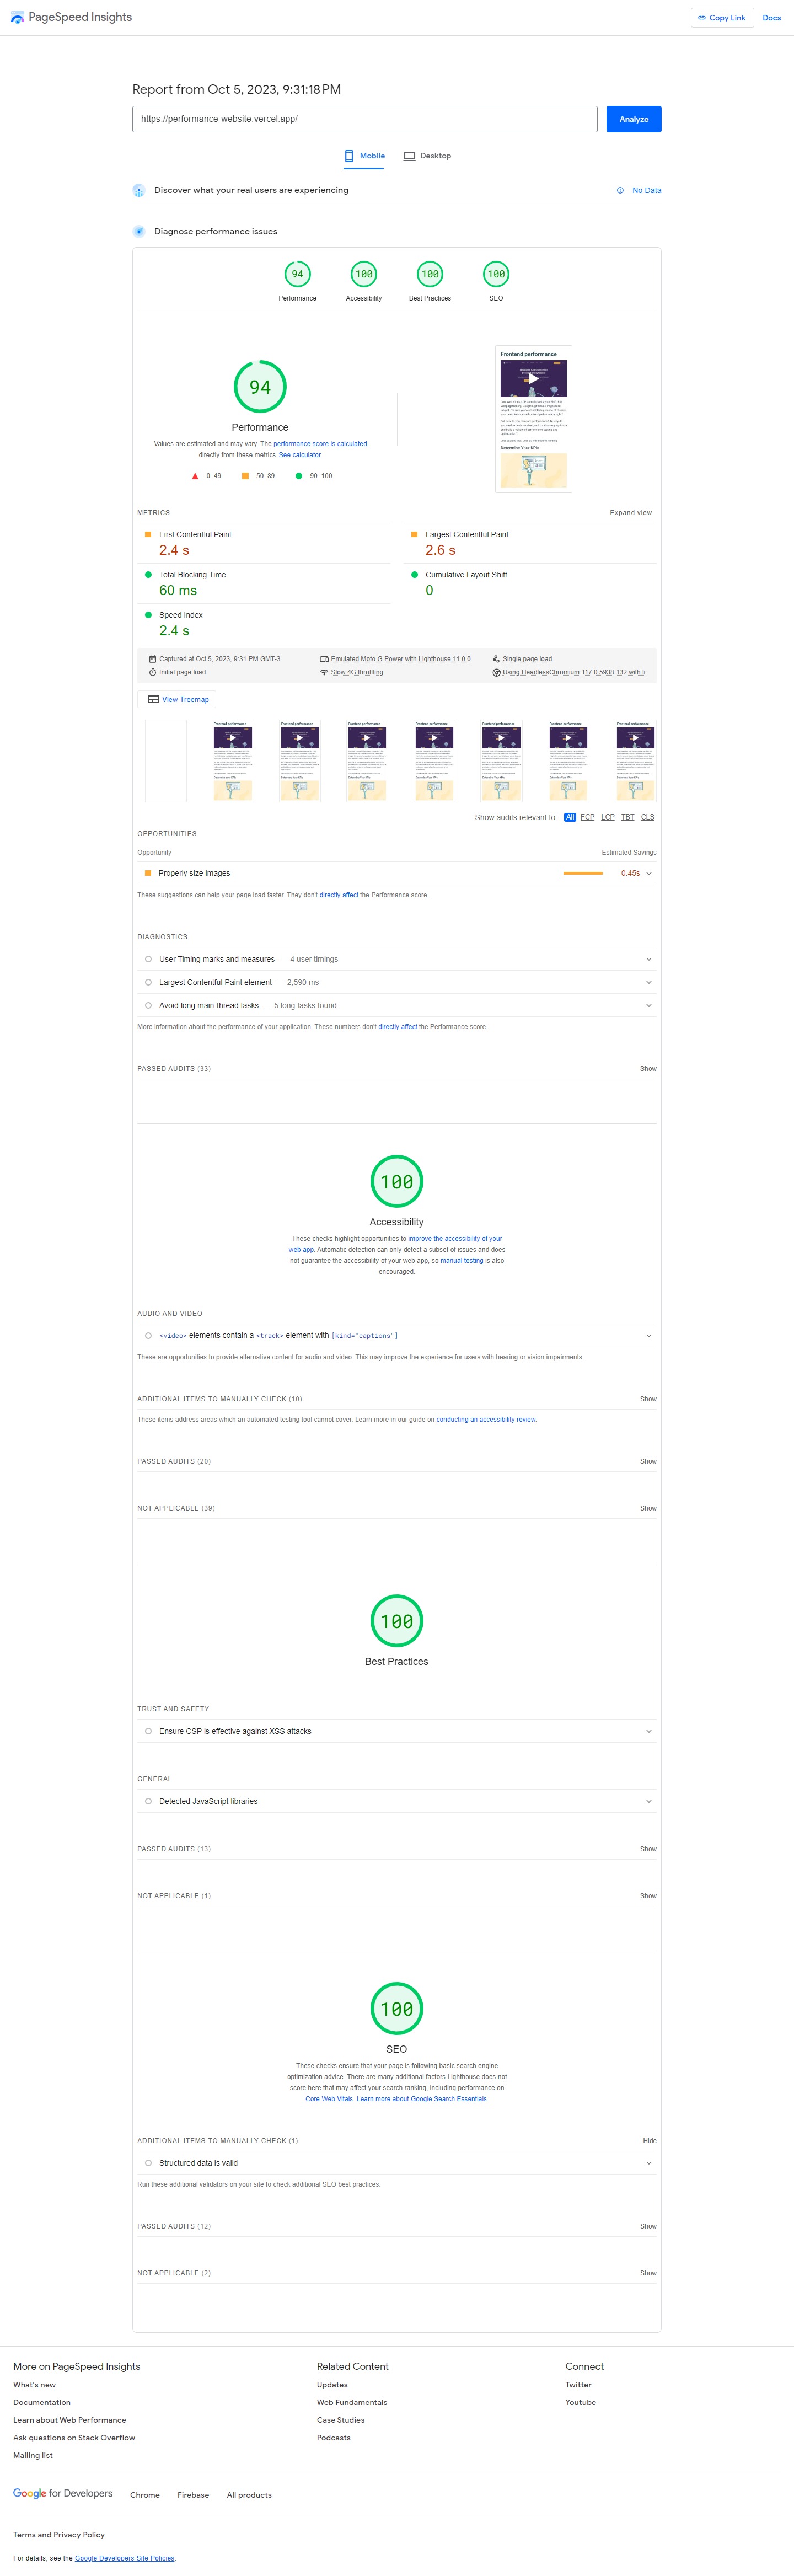 PageSpeed Insights
Copy Link
Docs
Report from Oct 5, 2023, 9:31:18 PM
https://performance-website.vercel.app/
Analyze
Mobile
Desktop
Discover what your real users are experiencing
No Data
Diagnose performance issues
94
100
100
100
Performance
Accessibility
Best Practices
SEO
94
Performance
Values are estimated and may vary. The performance score is calculated
directly from these metrics. See calculator.
0–49
50–89
90–100
Frontend performance
Determine Your KPIs
METRICS
Expand view
First Contentful Paint
2.4 s
Largest Contentful Paint
2.6 s
Total Blocking Time
60 ms
Cumulative Layout Shift
0
Speed Index
2.4 s
Captured at Oct 5, 2023, 9:31 PM GMT-3
Emulated Moto G Power with Lighthouse 11.0.0
Single page load
Initial page load
Slow 4G throttling
Using HeadlessChromium 117.0.5938.132 with lr
View Treemap
Show audits relevant to: All FCP LCP TBT CLS
OPPORTUNITIES
Opportunity
Estimated Savings
Properly size images
0.45s
These suggestions can help your page load faster. They don't directly affect the Performance score.
DIAGNOSTICS
User Timing marks and measures — 4 user timings
Largest Contentful Paint element — 2,590 ms
Avoid long main-thread tasks — 5 long tasks found
More information about the performance of your application. These numbers don't directly affect the Performance score.
PASSED AUDITS (33)
Show
100
Accessibility
These checks highlight opportunities to improve the accessibility of your
web app. Automatic detection can only detect a subset of issues and does
not guarantee the accessibility of your web app, so manual testing is also
encouraged.
AUDIO AND VIDEO
<video> elements contain a <track> element with [kind="captions"]
These are opportunities to provide alternative content for audio and video. This may improve the experience for users with hearing or vision impairments.
ADDITIONAL ITEMS TO MANUALLY CHECK (10)
Show
These items address areas which an automated testing tool cannot cover. Learn more in our guide on conducting an accessibility review.
PASSED AUDITS (20)
Show
NOT APPLICABLE (39)
Show
100
Best Practices
TRUST AND SAFETY
Ensure CSP is effective against XSS attacks
GENERAL
Detected JavaScript libraries
PASSED AUDITS (13)
Show
NOT APPLICABLE (1)
Show
100
SEO
These checks ensure that your page is following basic search engine
optimization advice. There are many additional factors Lighthouse does not
score here that may affect your search ranking, including performance on
Core Web Vitals. Learn more about Google Search Essentials.
ADDITIONAL ITEMS TO MANUALLY CHECK (1)
Hide
Structured data is valid
Run these additional validators on your site to check additional SEO best practices.
PASSED AUDITS (12)
Show
NOT APPLICABLE (2)
Show
More on PageSpeed Insights
What's new
Documentation
Learn about Web Performance
Ask questions on Stack Overflow
Mailing list
Related Content
Updates
Web Fundamentals
Case Studies
Podcasts
Connect
Twitter
Youtube
Google for Developers
Chrome
Firebase
All products
Terms and Privacy Policy
For details, see the Google Developers Site Policies.